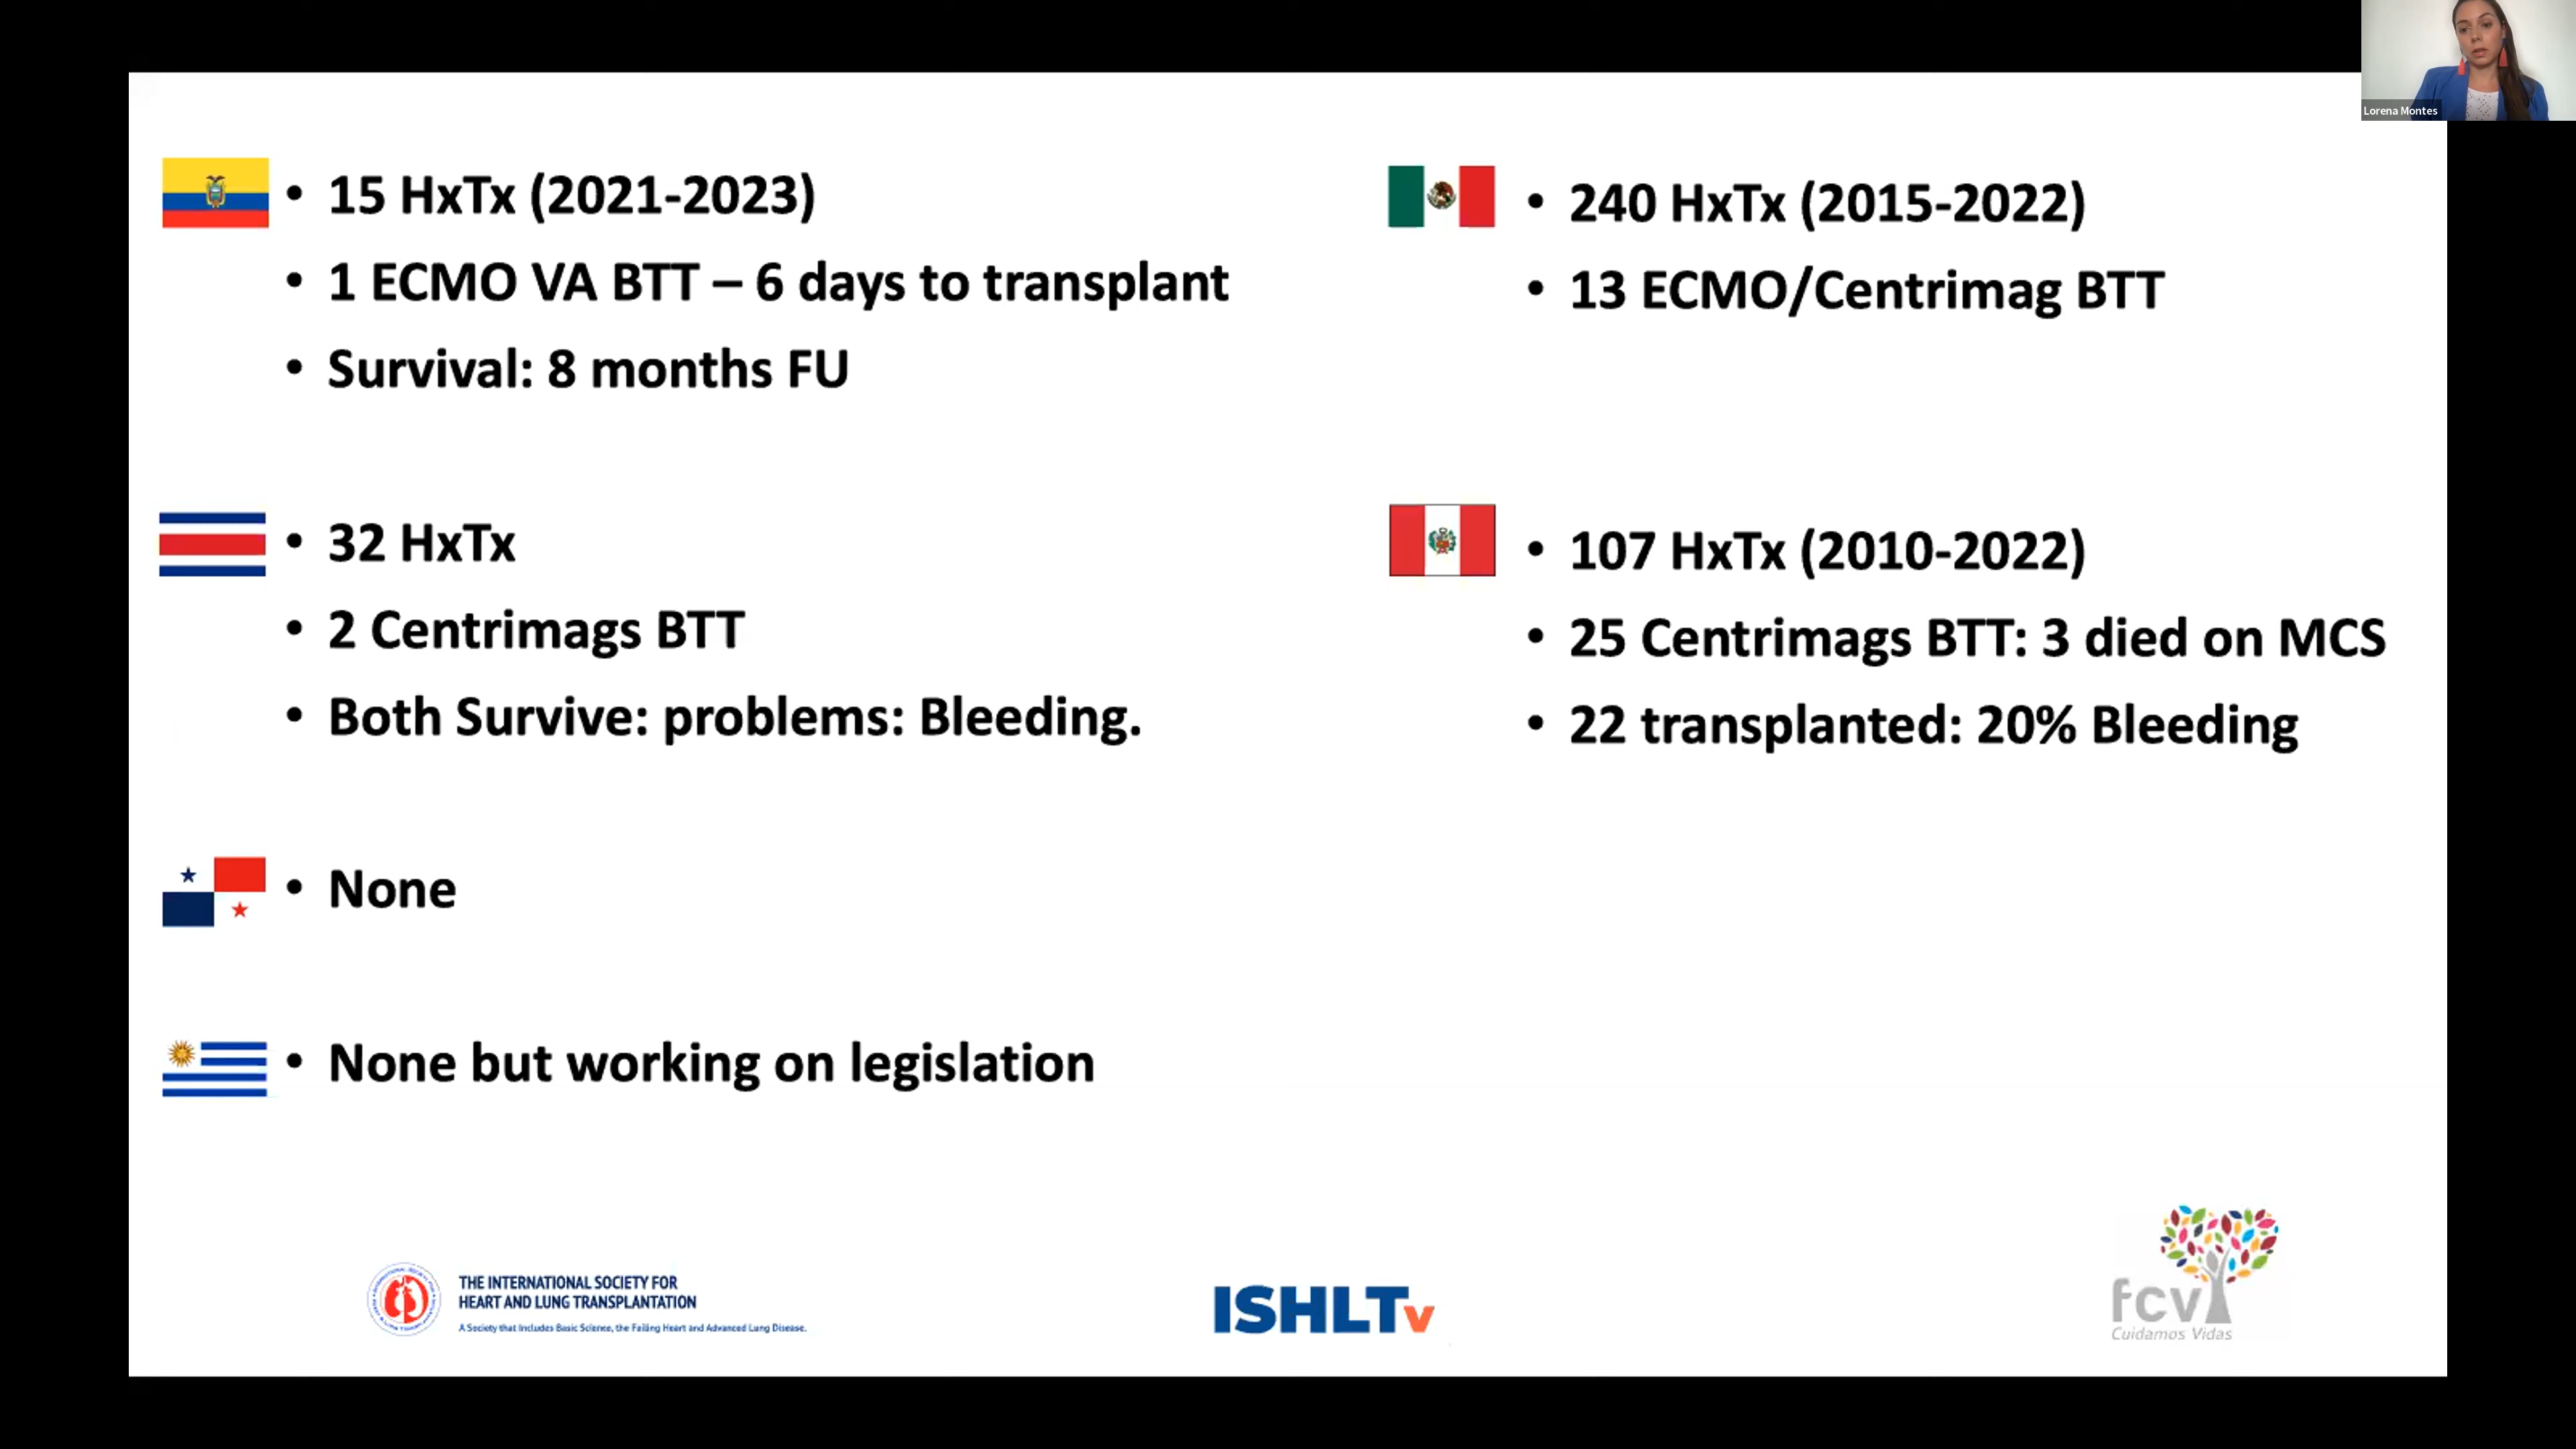 Lorena Montes
• 15 HxTx (2021-2023)
• 1 ECMO VA BTT – 6 days to transplant
• Survival: 8 months FU
• 32 HxTx
• 2 Centrimags BTT
• Both Survive: problems: Bleeding.
• None
• None but working on legislation
• 240 HxTx (2015-2022)
• 13 ECMO/Centrimag BTT
• 107 HxTx (2010-2022)
• 25 Centrimags BTT: 3 died on MCS
• 22 transplanted: 20% Bleeding
THE INTERNATIONAL SOCIETY FOR
HEART AND LUNG TRANSPLANTATION
A Society that Includes Basic Science, the Failing Heart and Advanced Lung Disease.
ISHLTv
fcv
Cuidamos Vidas